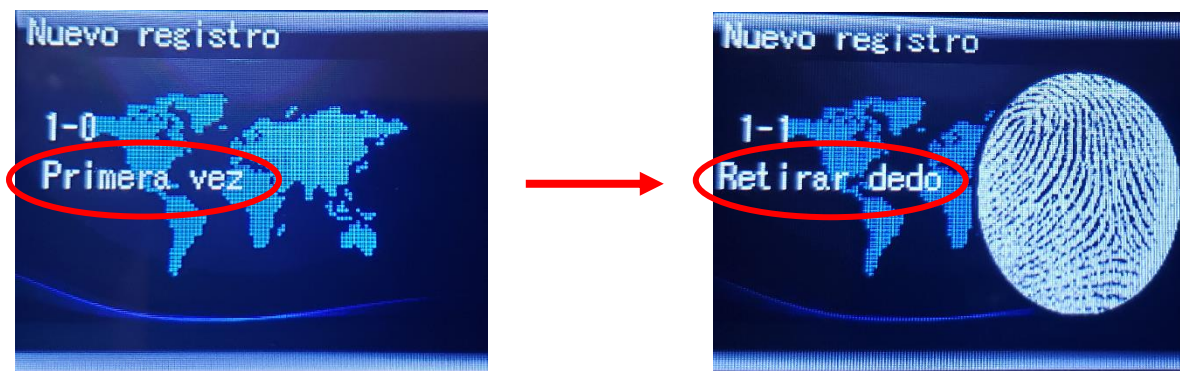 Nuevo registro
1-0
Primera vez
Nuevo registro
1-1
Retirar dedo